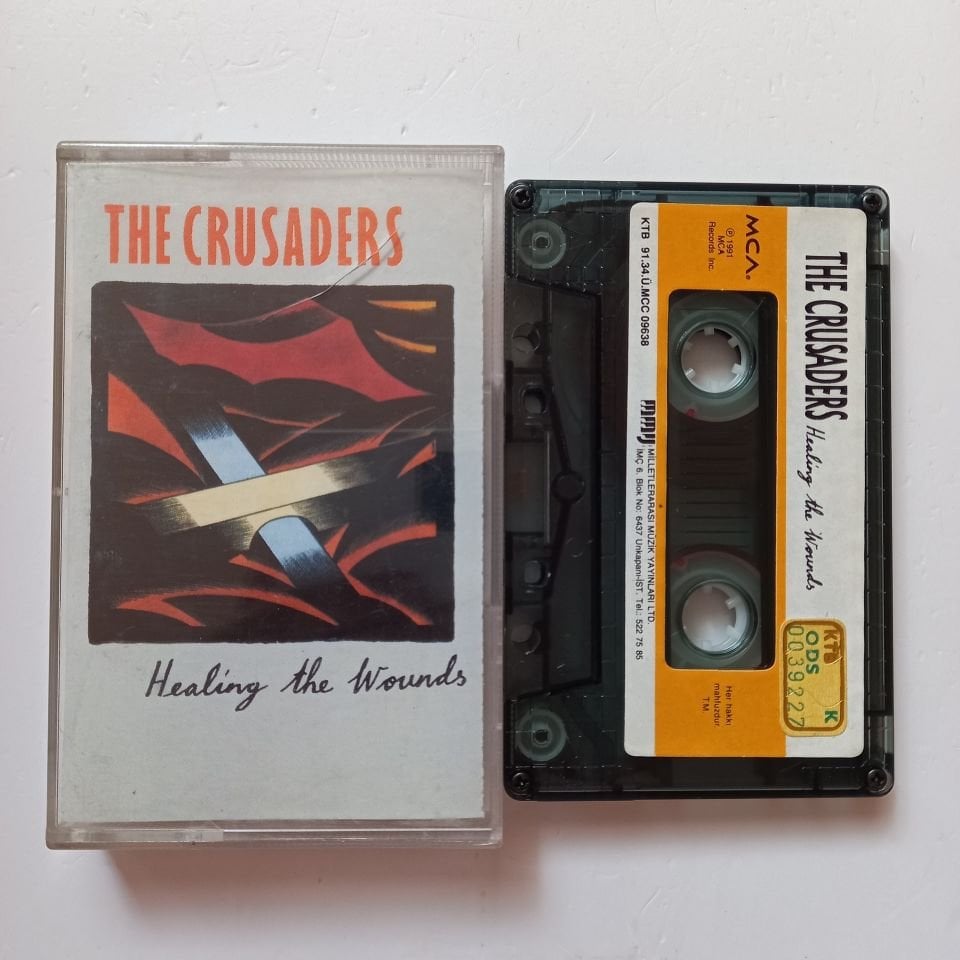 THE CRUSADERS
Healing the Wounds
THE CRUSADERS Healing the Wounds
MCA®
℗ 1991
MCA
Records Inc.
Her hakkı
mahfuzdur.
T.M.
KTB 91.34.Ü.MCC 09638
MMY MİLLETLERARASI MÜZİK YAYINLARI LTD.
İMÇ 6. Blok No: 6437 Unkapanı-İST. Tel.: 522 75 85
KTB
ODS K
0039227